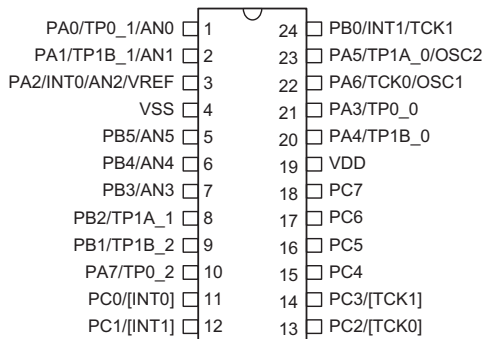 PA0/TP0_1/AN0 1 24 PB0/INT1/TCK1
PA1/TP1B_1/AN1 2 23 PA5/TP1A_0/OSC2
PA2/INT0/AN2/VREF 3 22 PA6/TCK0/OSC1
VSS 4 21 PA3/TP0_0
PB5/AN5 5 20 PA4/TP1B_0
PB4/AN4 6 19 VDD
PB3/AN3 7 18 PC7
PB2/TP1A_1 8 17 PC6
PB1/TP1B_2 9 16 PC5
PA7/TP0_2 10 15 PC4
PC0/[INT0] 11 14 PC3/[TCK1]
PC1/[INT1] 12 13 PC2/[TCK0]